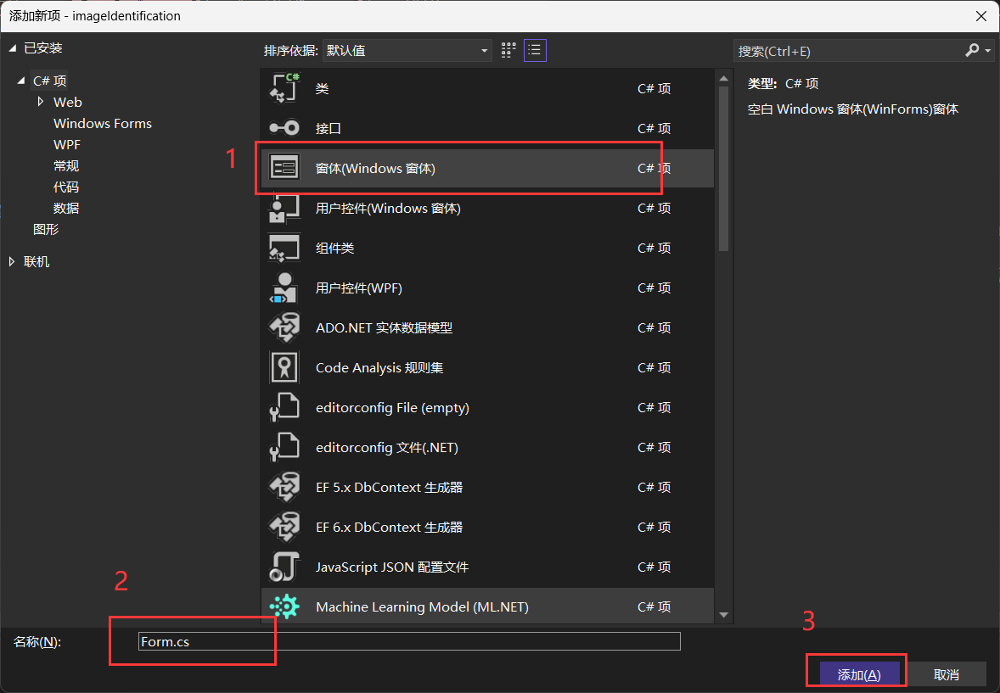 添加新项 - imageIdentification
已安装
C# 项
Web
Windows Forms
WPF
常规
代码
数据
图形
联机
排序依据: 默认值
搜索(Ctrl+E)
类 C# 项
接口 C# 项
1
窗体(Windows 窗体) C# 项
用户控件(Windows 窗体) C# 项
组件类 C# 项
用户控件(WPF) C# 项
ADO.NET 实体数据模型 C# 项
Code Analysis 规则集 C# 项
editorconfig File (empty) C# 项
editorconfig 文件(.NET) C# 项
EF 5.x DbContext 生成器 C# 项
EF 6.x DbContext 生成器 C# 项
JavaScript JSON 配置文件 C# 项
Machine Learning Model (ML.NET) C# 项
类型: C# 项
空白 Windows 窗体(WinForms)窗体
2
名称(N): Form.cs
3
添加(A) 取消